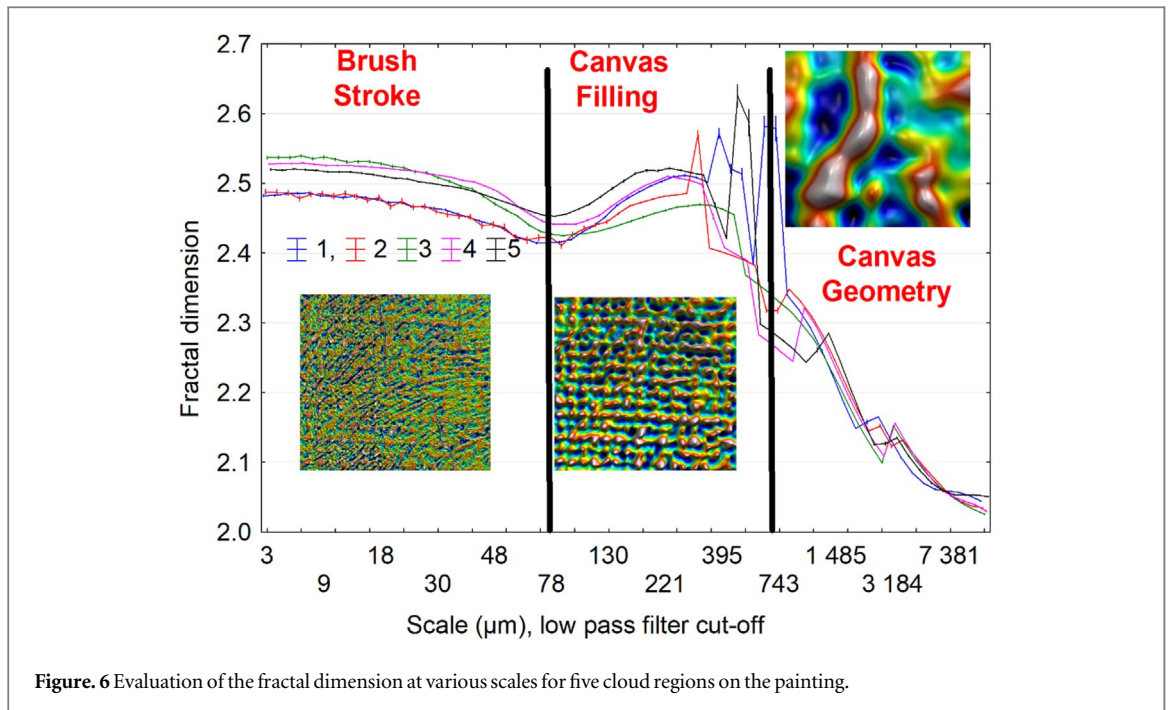 2.7
2.6
2.5
2.4
2.3
2.2
2.1
2.0
Fractal dimension
Brush
Stroke
Canvas
Filling
Canvas
Geometry
1, 2 3 4 5
3 18 48 130 395 1 485 7 381
9 30 78 221 743 3 184
Scale (µm), low pass filter cut-off
Figure. 6 Evaluation of the fractal dimension at various scales for five cloud regions on the painting.